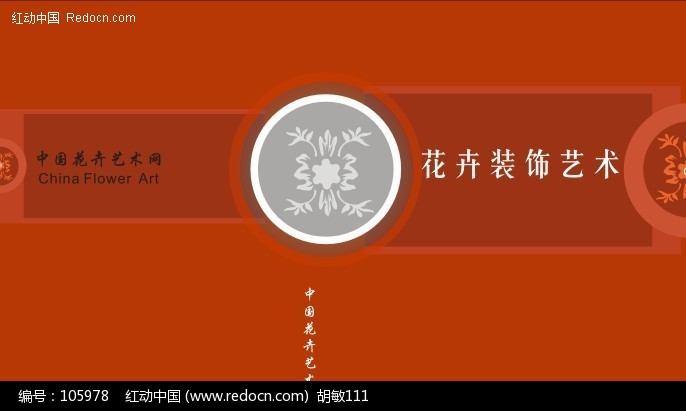 红动中国 Redocn.com
中国花卉艺术网
China Flower Art
花卉装饰艺术
中国花卉艺术
编号：105978 红动中国 (www.redocn.com) 胡敏111